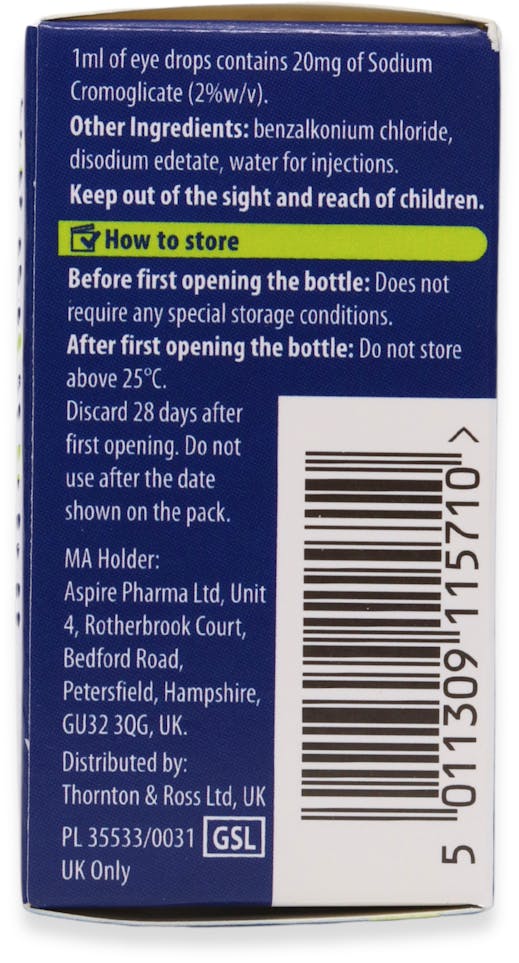 1ml of eye drops contains 20mg of Sodium
Cromoglicate (2%w/v).
Other Ingredients: benzalkonium chloride,
disodium edetate, water for injections.
Keep out of the sight and reach of children.
How to store
Before first opening the bottle: Does not
require any special storage conditions.
After first opening the bottle: Do not store
above 25°C.
Discard 28 days after
first opening. Do not
use after the date
shown on the pack.
MA Holder:
Aspire Pharma Ltd, Unit
4, Rotherbrook Court,
Bedford Road,
Petersfield, Hampshire,
GU32 3QG, UK.
Distributed by:
Thornton & Ross Ltd, UK
PL 35533/0031 GSL
UK Only
5 011309 115710 >